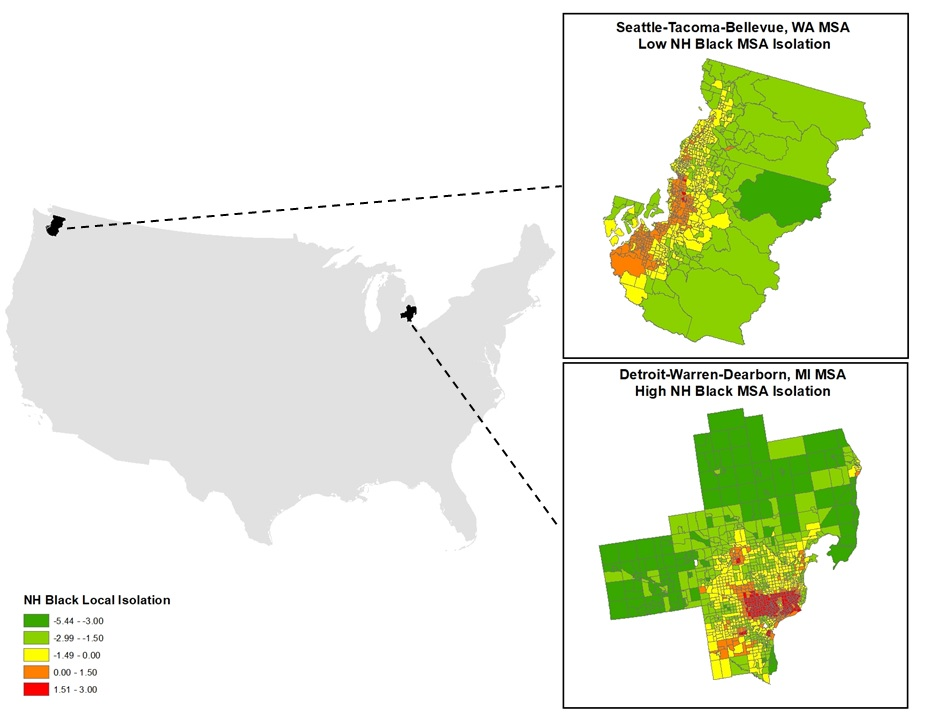 Seattle-Tacoma-Bellevue, WA MSA
Low NH Black MSA Isolation
Detroit-Warren-Dearborn, MI MSA
High NH Black MSA Isolation
NH Black Local Isolation
-5.44 - -3.00
-2.99 - -1.50
-1.49 - 0.00
0.00 - 1.50
1.51 - 3.00